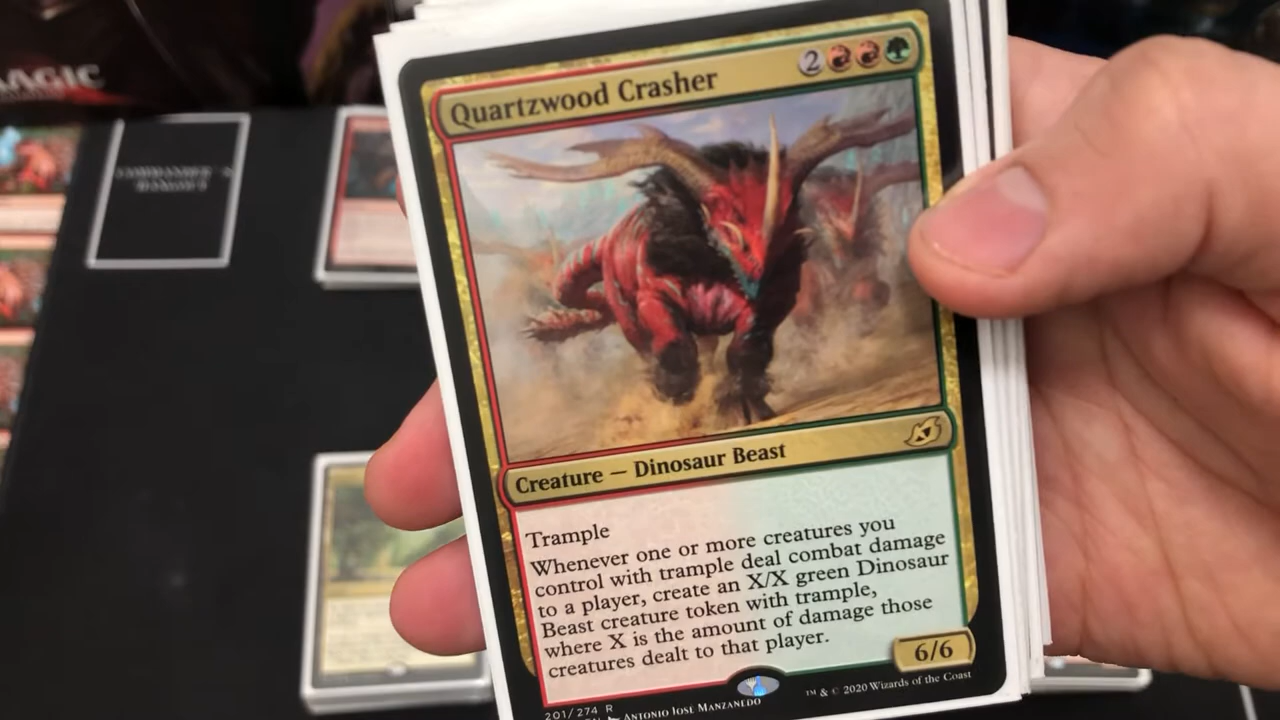 MAGIC
Quartzwood Crasher
2
Creature — Dinosaur Beast
Trample
Whenever one or more creatures you
control with trample deal combat damage
to a player, create an X/X green Dinosaur
Beast creature token with trample,
where X is the amount of damage those
creatures dealt to that player.
6/6
201/274 R
Antonio José Manzanedo
™ & © 2020 Wizards of the Coast